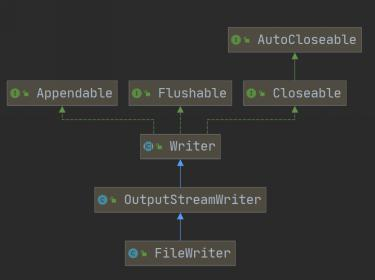 AutoCloseable
Appendable
Flushable
Closeable
Writer
OutputStreamWriter
FileWriter